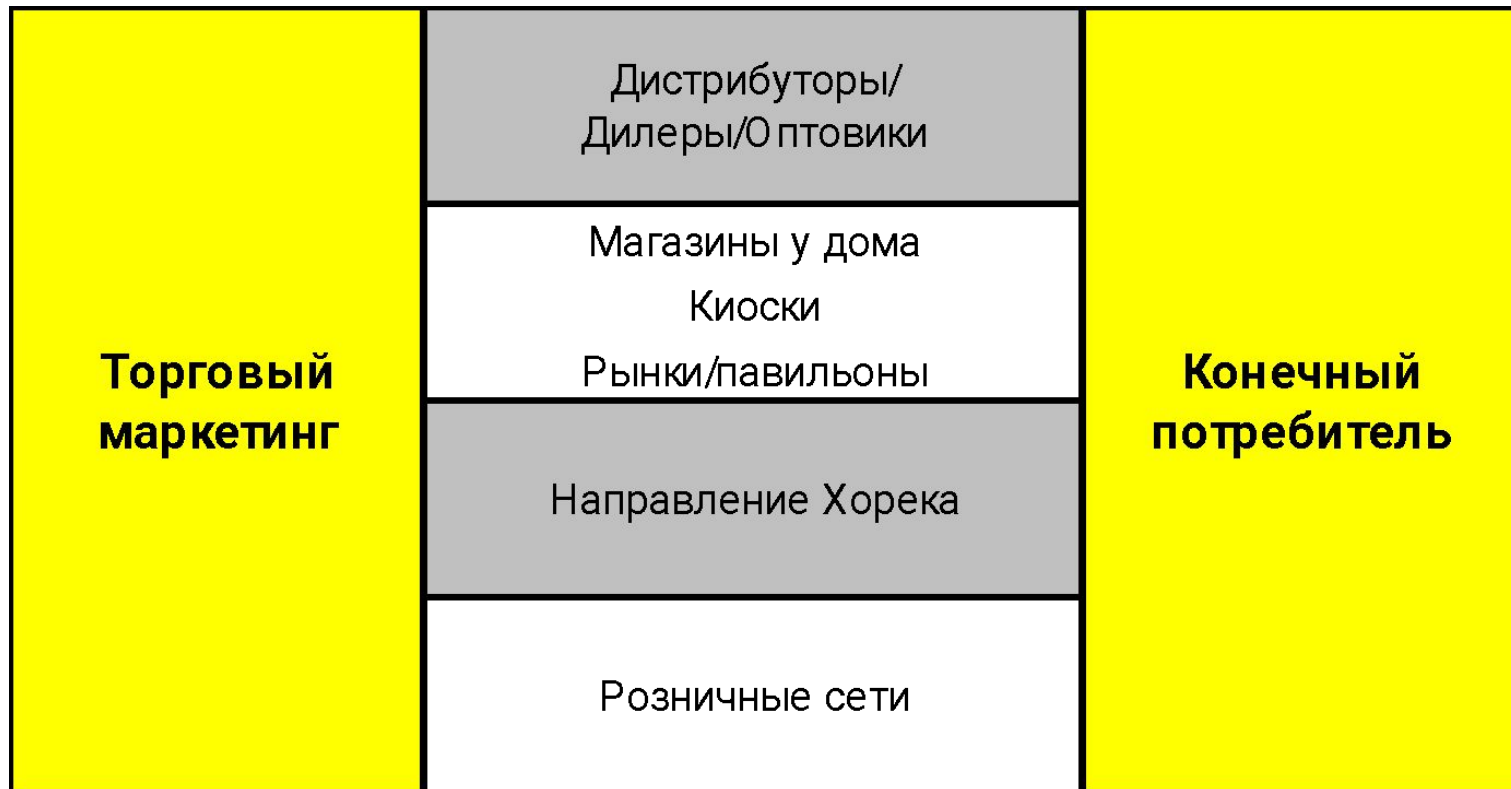 Торговый
маркетинг
Дистрибуторы/
Дилеры/Оптовики
Магазины у дома
Киоски
Рынки/павильоны
Направление Хорека
Розничные сети
Конечный
потребитель